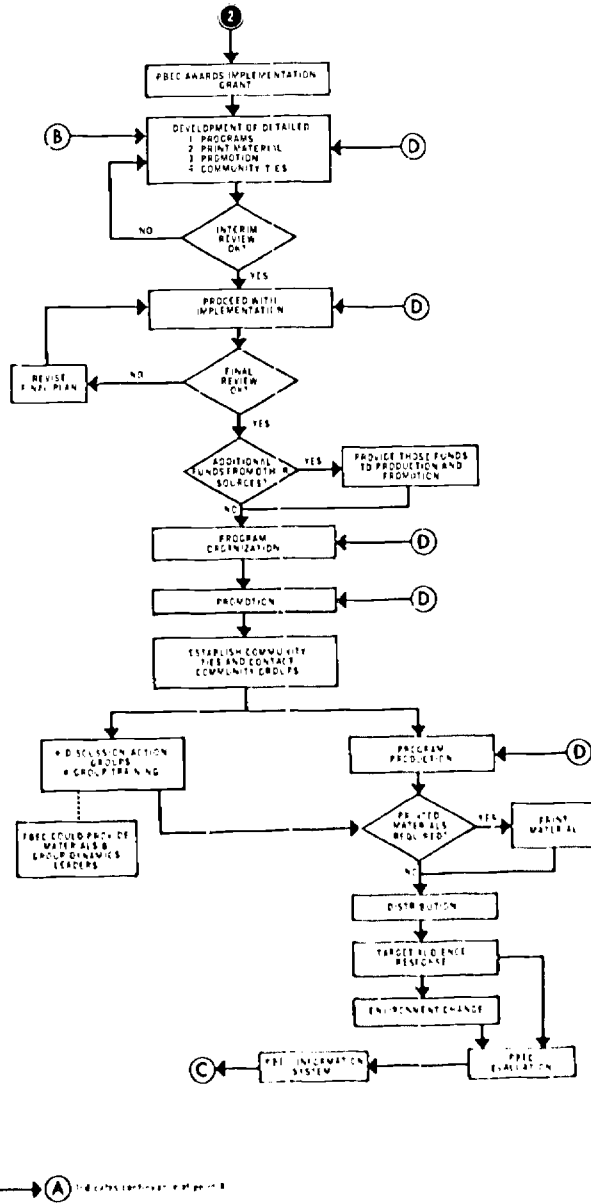 2
PBEC AWARDS IMPLEMENTATION
GRANT
B
DEVELOPMENT OF DETAILED
1 PROGRAMS
2 PRINT MATERIAL
3 PROMOTION
4 COMMUNITY TIES
D
NO
INTERIM
REVIEW
OK?
YES
PROCEED WITH
IMPLEMENTATION
D
REVISE
FINAL PLAN
NO
FINAL
REVIEW
OK?
YES
ADDITIONAL
FUNDS FROM OTHER
SOURCES?
YES
PROVIDE THOSE FUNDS
TO PRODUCTION AND
PROMOTION
NO
PROGRAM
ORGANIZATION
D
PROMOTION
D
ESTABLISH COMMUNITY
TIES AND CONTACT
COMMUNITY GROUPS
DISCUSSION ACTION
GROUPS
GROUP TRAINING
PROGRAM
PRODUCTION
D
PBEC COULD PROVIDE
MATERIALS &
GROUP DYNAMICS
LEADERS
PRINTED
MATERIALS
REQUIRED?
YES
PRINT
MATERIAL
NO
DISTRIBUTION
TARGET AUDIENCE
RESPONSE
ENVIRONMENT CHANGE
C
PBEC INFORMATION
SYSTEM
PBEC
EVALUATION
A indicates continuance at point A